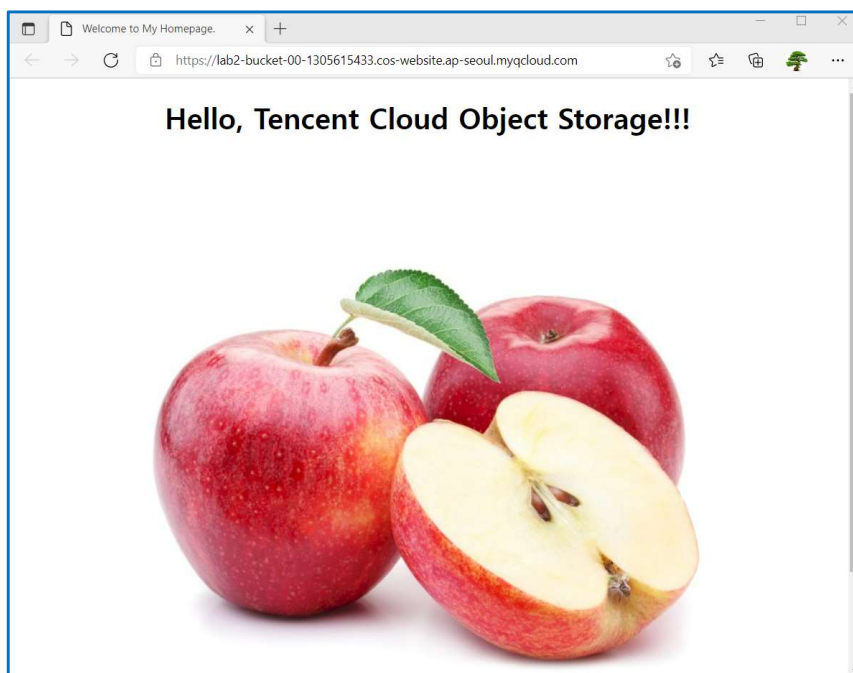 Welcome to My Homepage.
https://lab2-bucket-00-1305615433.cos-website.ap-seoul.myqcloud.com
Hello, Tencent Cloud Object Storage!!!